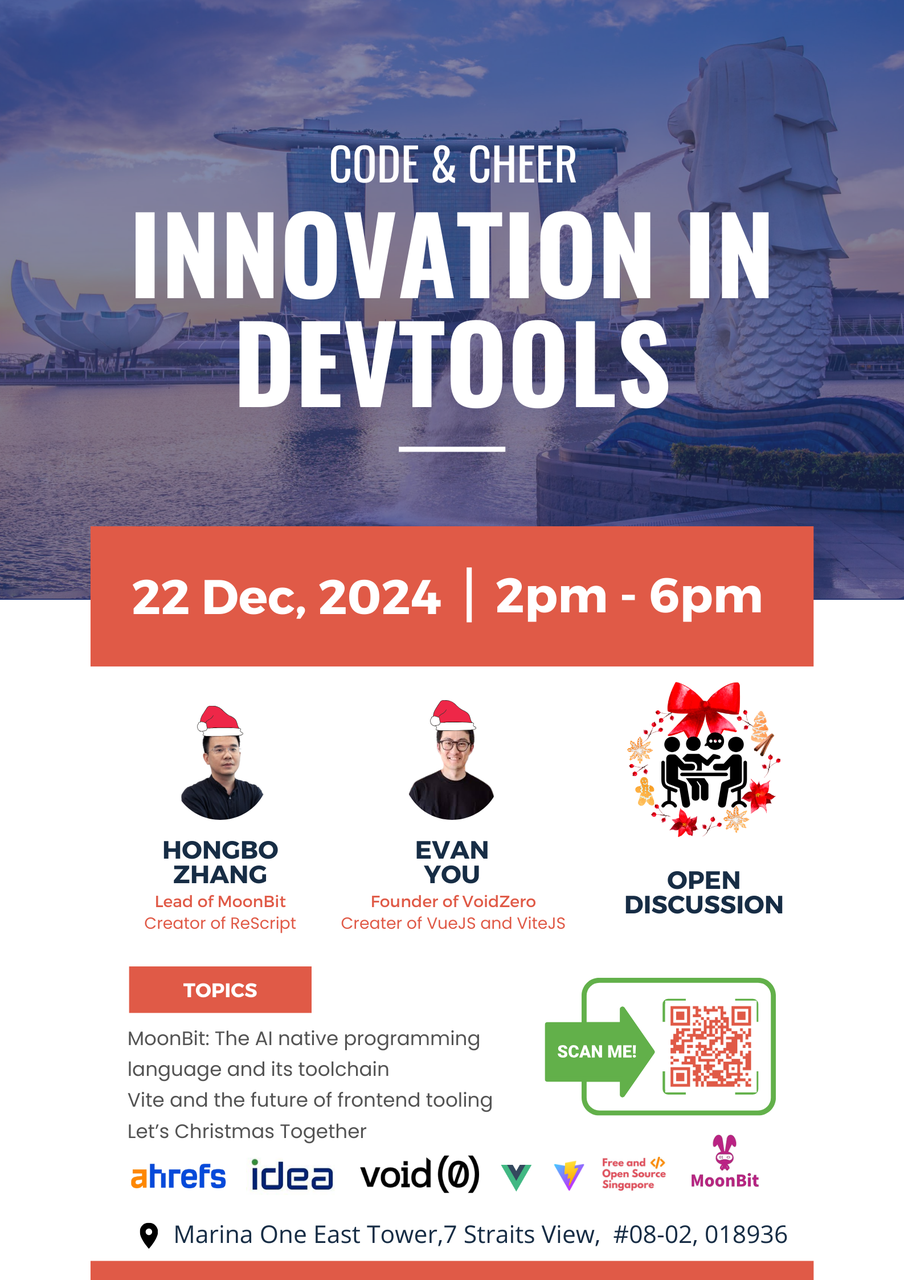 CODE & CHEER
INNOVATION IN
DEVTOOLS
22 Dec, 2024 | 2pm - 6pm
HONGBO
ZHANG
Lead of MoonBit
Creator of ReScript
EVAN
YOU
Founder of VoidZero
Creater of VueJS and ViteJS
OPEN
DISCUSSION
TOPICS
MoonBit: The AI native programming
language and its toolchain
Vite and the future of frontend tooling
Let’s Christmas Together
SCAN ME!
ahrefs
idea
void(0)
Free and </>
Open Source
Singapore
MoonBit
Marina One East Tower,7 Straits View, #08-02, 018936